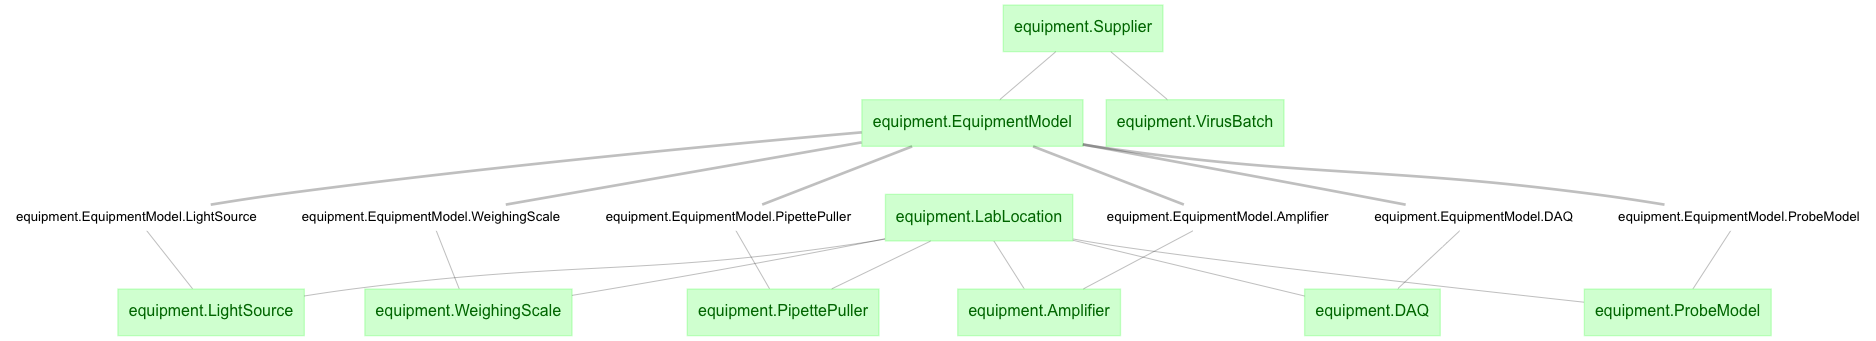 equipment.Supplier
equipment.EquipmentModel
equipment.VirusBatch
equipment.EquipmentModel.LightSource
equipment.EquipmentModel.WeighingScale
equipment.EquipmentModel.PipettePuller
equipment.LabLocation
equipment.EquipmentModel.Amplifier
equipment.EquipmentModel.DAQ
equipment.EquipmentModel.ProbeModel
equipment.LightSource
equipment.WeighingScale
equipment.PipettePuller
equipment.Amplifier
equipment.DAQ
equipment.ProbeModel